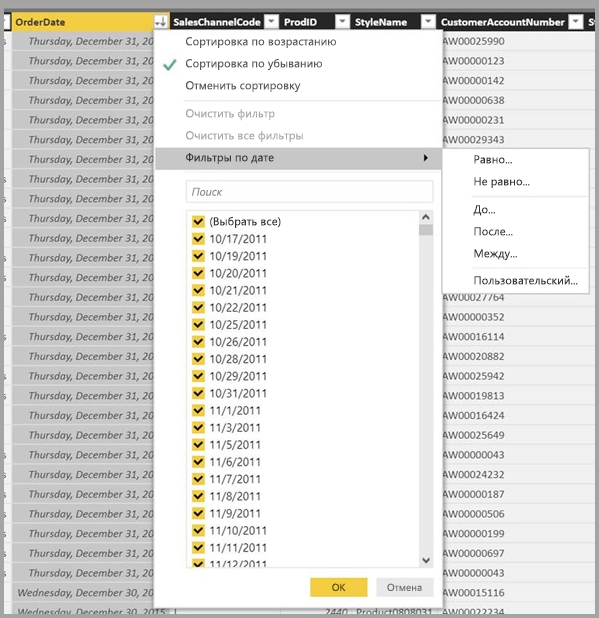 OrderDate SalesChannelCode ProdID StyleName CustomerAccountNumber
Thursday, December 31, 20 AW00025990
Thursday, December 31, 20 AW00000123
Thursday, December 31, 20 AW00000142
Thursday, December 31, 20 AW00000638
Thursday, December 31, 20 AW00000231
Thursday, December 31, 20 AW00029343
Thursday, December 31, 20
Thursday, December 31, 20
Thursday, December 31, 20
Thursday, December 31, 20
Thursday, December 31, 20
Thursday, December 31, 20
Thursday, December 31, 20
Thursday, December 31, 20
Thursday, December 31, 20 AW00027764
Thursday, December 31, 20 AW00000352
Thursday, December 31, 20 AW00016114
Thursday, December 31, 20 AW00020882
Thursday, December 31, 20 AW00025942
Thursday, December 31, 20 AW00019813
Thursday, December 31, 20 AW00016424
Thursday, December 31, 20 AW00025649
Thursday, December 31, 20 AW00000043
Thursday, December 31, 20 AW00024232
Thursday, December 31, 20 AW00000187
Thursday, December 31, 20 AW00000506
Thursday, December 31, 20 AW00000199
Thursday, December 31, 20 AW00000697
Thursday, December 31, 20 AW00000043
Wednesday, December 30, 20 AW00015116
Wednesday, December 30, 2015 1 2440 Product0808031 AW00022234
Сортировка по возрастанию
Сортировка по убыванию
Отменить сортировку
Очистить фильтр
Очистить все фильтры
Фильтры по дате
Поиск
(Выбрать все)
10/17/2011
10/19/2011
10/20/2011
10/21/2011
10/22/2011
10/25/2011
10/26/2011
10/28/2011
10/29/2011
10/31/2011
11/1/2011
11/3/2011
11/5/2011
11/6/2011
11/7/2011
11/8/2011
11/9/2011
11/10/2011
11/11/2011
11/12/2011
ОК Отмена
Равно...
Не равно...
До...
После...
Между...
Пользовательский...